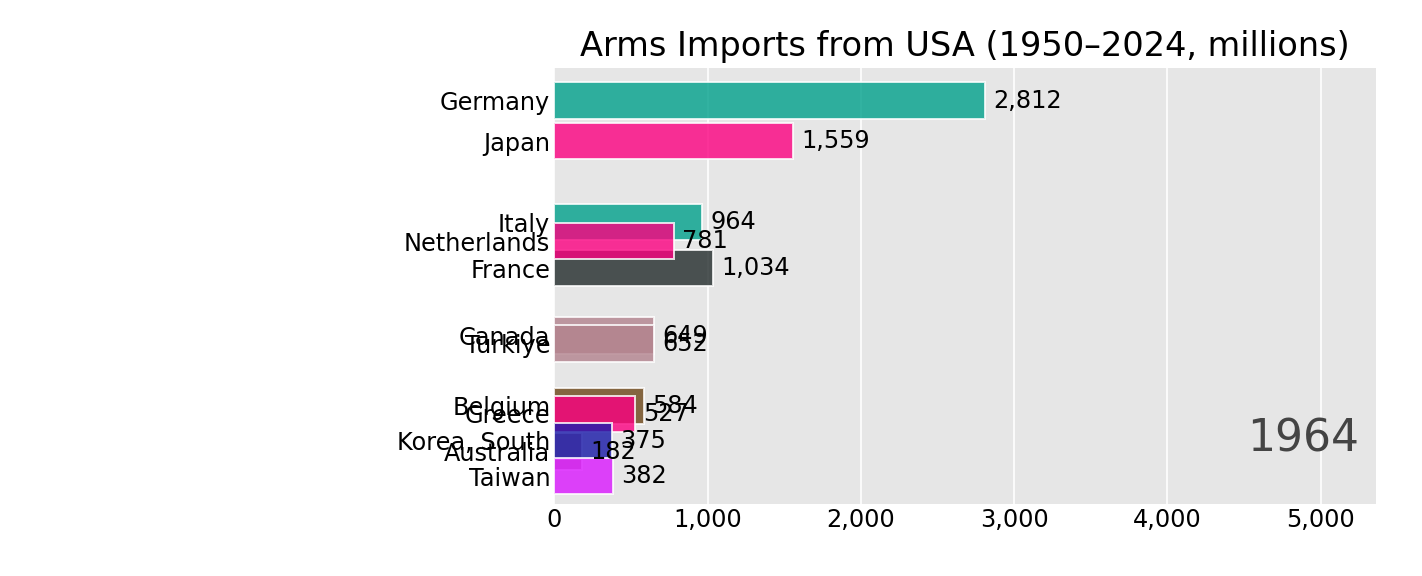 Arms Imports from USA (1950–2024, millions)
Germany 2,812
Japan 1,559
Italy 964
Netherlands 781
France 1,034
Canada 649
Türkiye 652
Belgium 584
Greece 527
Korea, South 375
Australia 182
Taiwan 382
1964
0 1,000 2,000 3,000 4,000 5,000